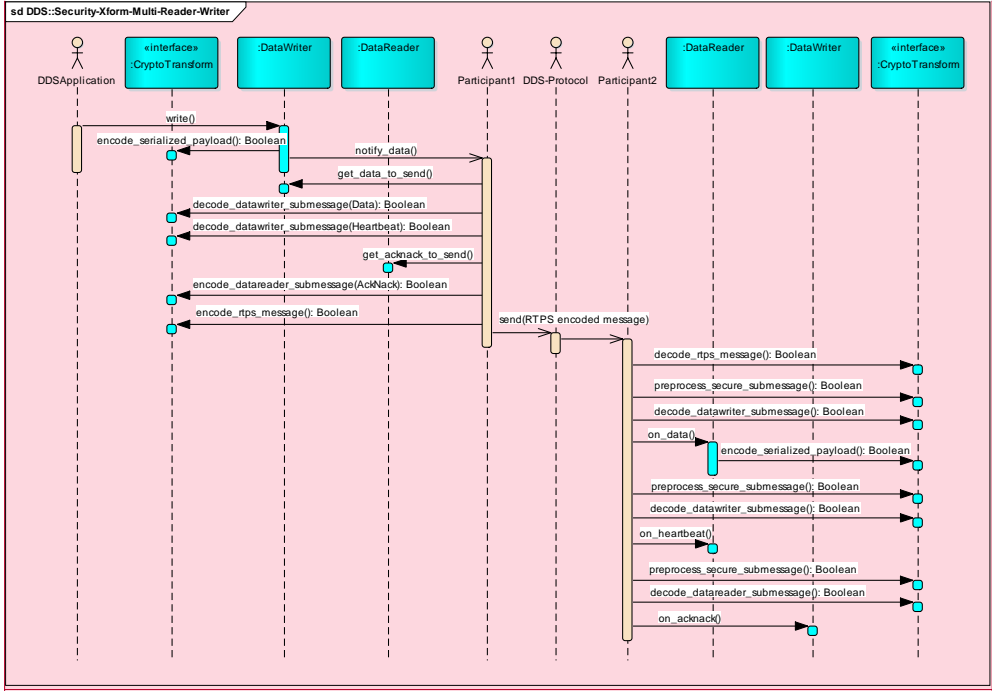 sd DDS::Security-Xform-Multi-Reader-Writer
DDSApplication
«interface»
:CryptoTransform
:DataWriter
:DataReader
Participant1
DDS-Protocol
Participant2
:DataReader
:DataWriter
«interface»
:CryptoTransform
write()
encode_serialized_payload(): Boolean
notify_data()
get_data_to_send()
decode_datawriter_submessage(Data): Boolean
decode_datawriter_submessage(Heartbeat): Boolean
get_acknack_to_send()
encode_datareader_submessage(AckNack): Boolean
encode_rtps_message(): Boolean
send(RTPS encoded message)
decode_rtps_message(): Boolean
preprocess_secure_submessage(): Boolean
decode_datawriter_submessage(): Boolean
on_data()
encode_serialized_payload(): Boolean
preprocess_secure_submessage(): Boolean
decode_datawriter_submessage(): Boolean
on_heartbeat()
preprocess_secure_submessage(): Boolean
decode_datareader_submessage(): Boolean
on_acknack()